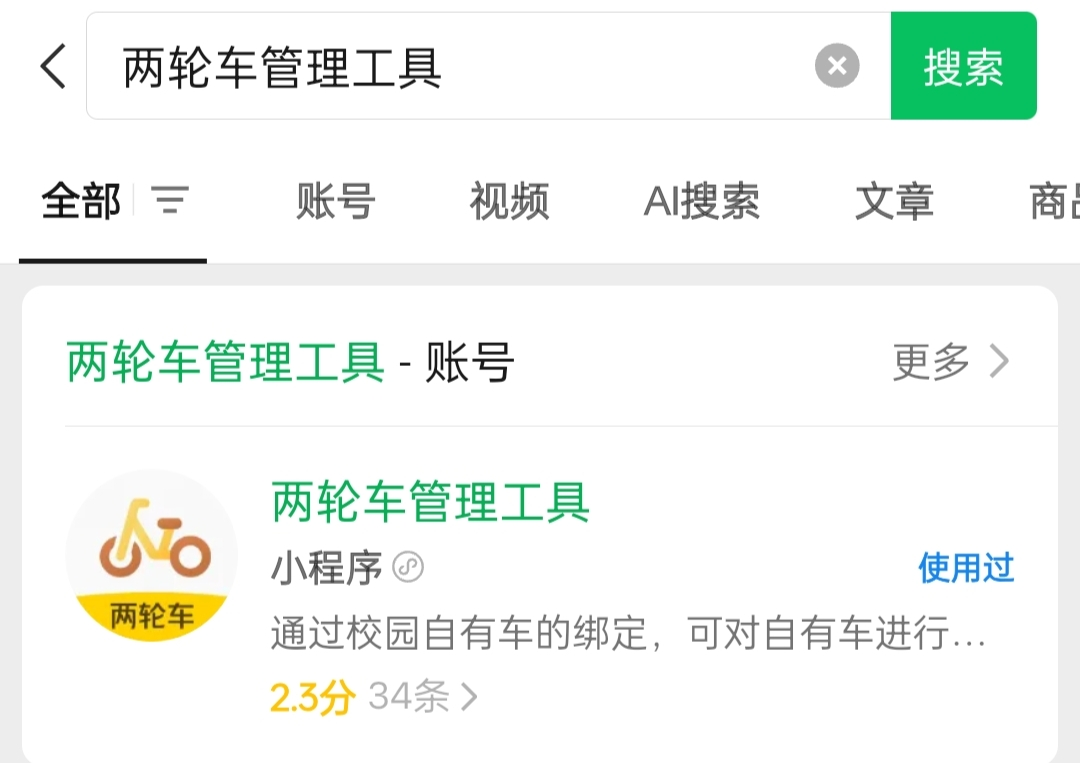 两轮车管理工具
搜索
全部 账号 视频 AI搜索 文章 商品
两轮车管理工具 - 账号 更多
两轮车管理工具
小程序 使用过
两轮车
通过校园自有车的绑定，可对自有车进行...
2.3分 34条